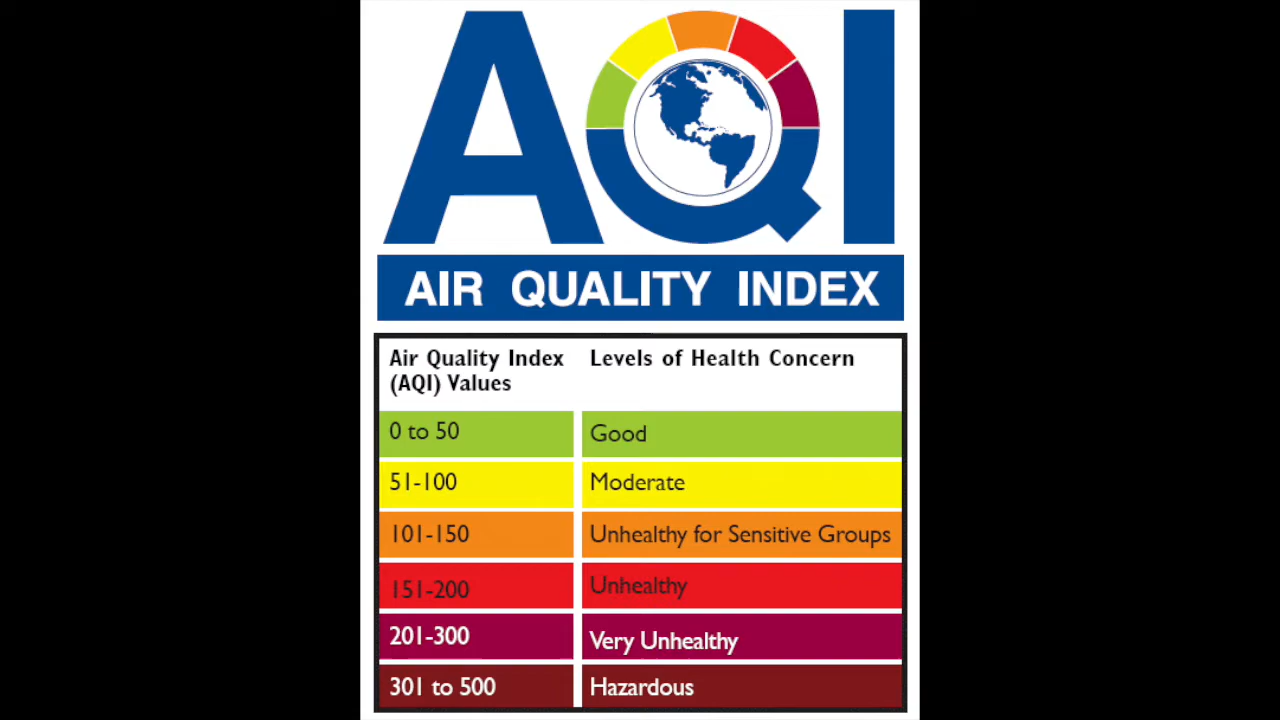 AQI
AIR QUALITY INDEX
Air Quality Index
(AQI) Values
Levels of Health Concern
0 to 50
Good
51-100
Moderate
101-150
Unhealthy for Sensitive Groups
151-200
Unhealthy
201-300
Very Unhealthy
301 to 500
Hazardous